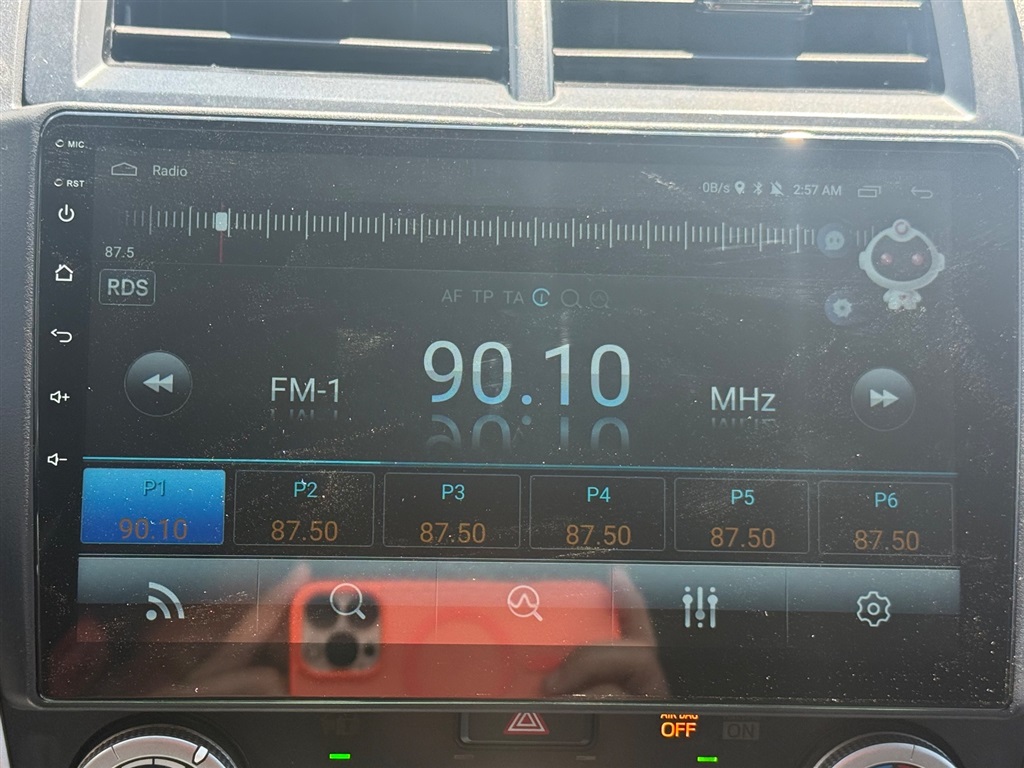 MIC
Radio
0B/s 2:57 AM
RST
87.5
RDS
AF TP TA
FM-1 90.10 MHz
P1 P2 P3 P4 P5 P6
90.10 87.50 87.50 87.50 87.50 87.50
AIR BAG
OFF ON